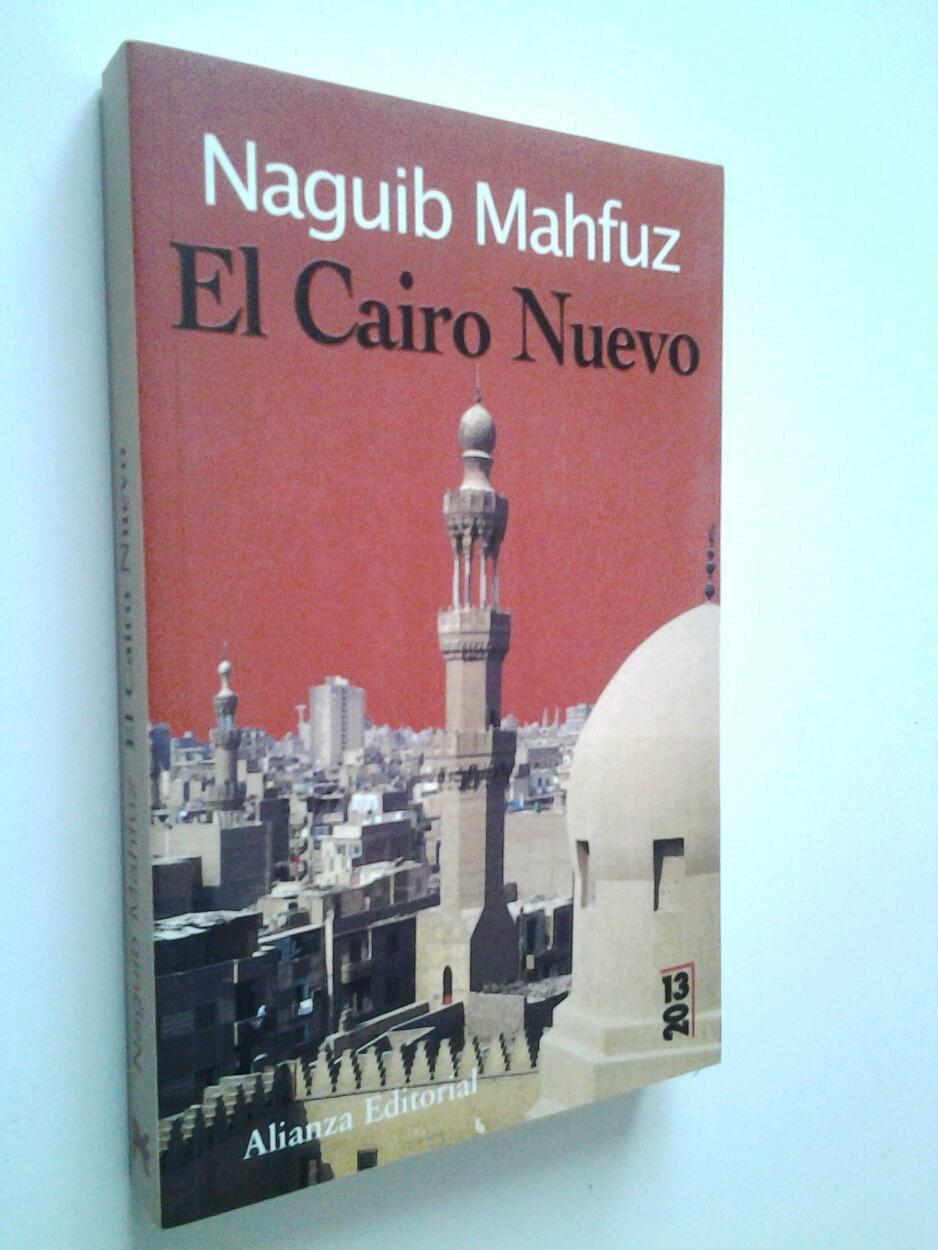 Naguib Mahfuz
El Cairo Nuevo
13
20
Alianza Editorial
Naguib Mahfuz El Cairo Nuevo